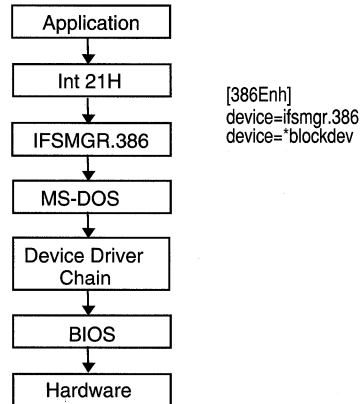 Application
Int 21H
[386Enh]
device=ifsmgr.386
device=*blockdev
IFSMGR.386
MS-DOS
Device Driver
Chain
BIOS
Hardware